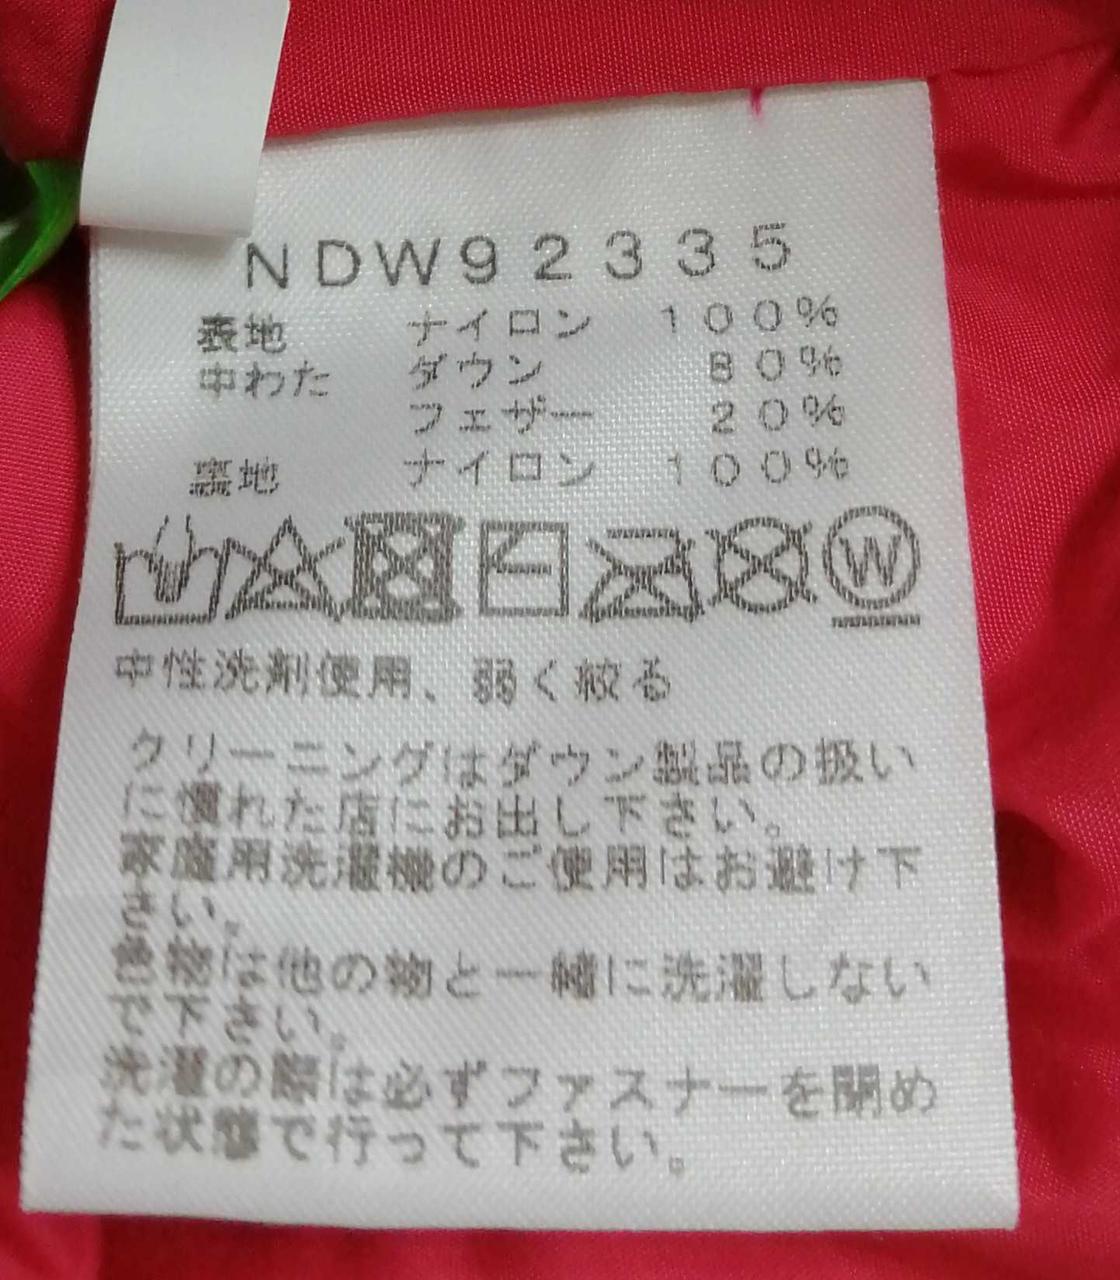 NDW92335
表地 ナイロン 100%
中わた ダウン 80%
フェザー 20%
裏地 ナイロン 100%
W
中性洗剤使用、弱く絞る
クリーニングはダウン製品の扱い
に慣れた店にお出し下さい。
家庭用洗濯機のご使用はお避け下
さい。
色物は他の物と一緒に洗濯しない
で下さい。
洗濯の際は必ずファスナーを閉め
た状態で行って下さい。